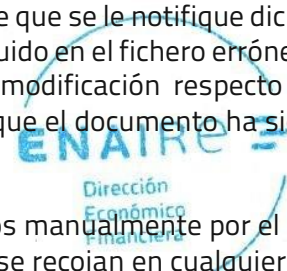 e que se le notifique dic
uido en el fichero erróne
modificación respecto
que el documento ha si
ENAIRE
Dirección
Económico
Financiera
os manualmente por el
se recojan en cualquier